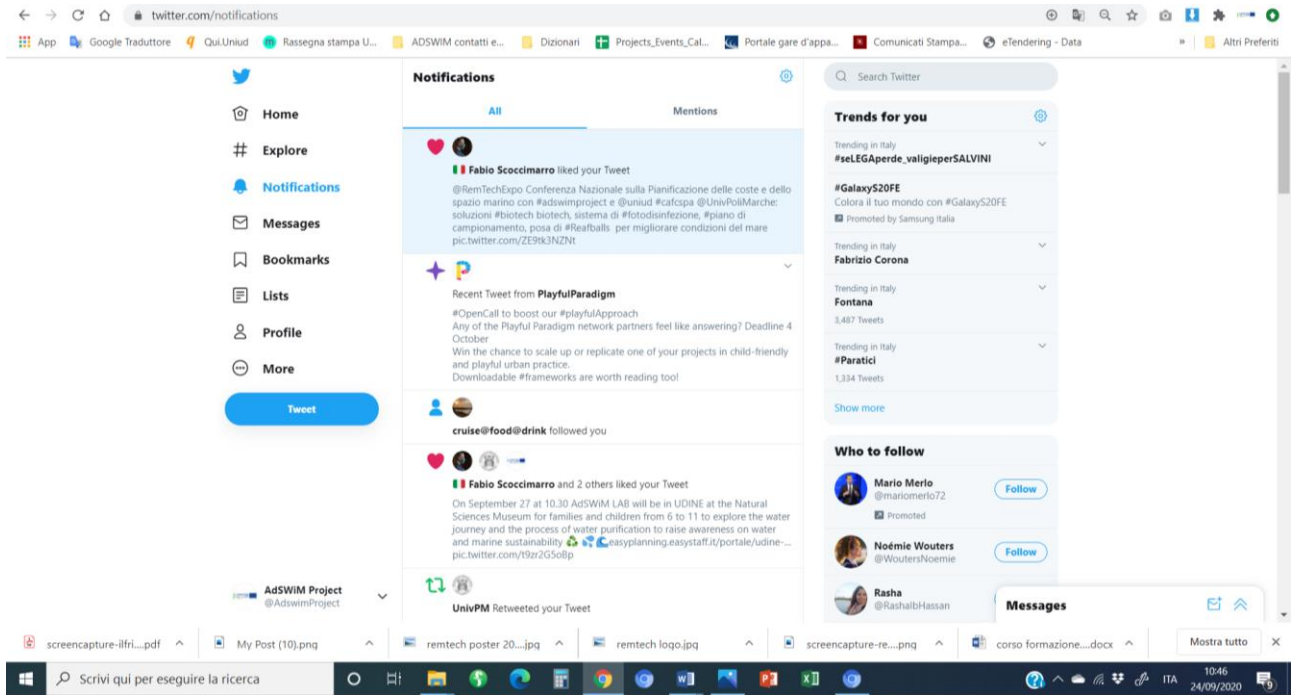 twitter.com/notifications
App
Google Traduttore
Qui.Uniud
Rassegna stampa U...
ADSWIM contatti e...
Dizionari
Projects_Events_Cal...
Portale gare d'appa...
Comunicati Stampa...
eTendering - Data
»
Altri Preferiti
Home
Explore
Notifications
Messages
Bookmarks
Lists
Profile
More
Tweet
AdSWiM Project
@AdswimProject
Notifications
All
Mentions
Fabio Scoccimarro liked your Tweet
@RemTechExpo Conferenza Nazionale sulla Pianificazione delle coste e dello
spazio marino con #adswimproject e @uniud #cafcspa @UnivPoliMarche:
soluzioni #biotech biotech, sistema di #fotodisinfezione, #piano di
campionamento, posa di #Reafballs per migliorare condizioni del mare
pic.twitter.com/ZE9tk3NZNt
Recent Tweet from PlayfulParadigm
#OpenCall to boost our #playfulApproach
Any of the Playful Paradigm network partners feel like answering? Deadline 4
October
Win the chance to scale up or replicate one of your projects in child-friendly
and playful urban practice.
Downloadable #frameworks are worth reading too!
cruise@food@drink followed you
Fabio Scoccimarro and 2 others liked your Tweet
On September 27 at 10.30 AdSWiM LAB will be in UDINE at the Natural
Sciences Museum for families and children from 6 to 11 to explore the water
journey and the process of water purification to raise awareness on water
and marine sustainability ♻️ 💦 🌊easyplanning.easystaff.it/portale/udine-...
pic.twitter.com/t9zr2G5oBp
UnivPM Retweeted your Tweet
Search Twitter
Trends for you
Trending in Italy
#seLEGAperde_valigieperSALVINI
#GalaxyS20FE
Colora il tuo mondo con #GalaxyS20FE
Promoted by Samsung Italia
Trending in Italy
Fabrizio Corona
Trending in Italy
Fontana
3,487 Tweets
Trending in Italy
#Paratici
1,334 Tweets
Show more
Who to follow
Mario Merlo
@mariomerlo72
Promoted
Follow
Noémie Wouters
@WoutersNoemie
Follow
Rasha
@RashaIbHassan
Messages
screencapture-ilfri....pdf
My Post (10).png
remtech poster 20....jpg
remtech logo.jpg
screencapture-re....png
corso formazione....docx
Mostra tutto
Scrivi qui per eseguire la ricerca
ITA
10:46
24/09/2020